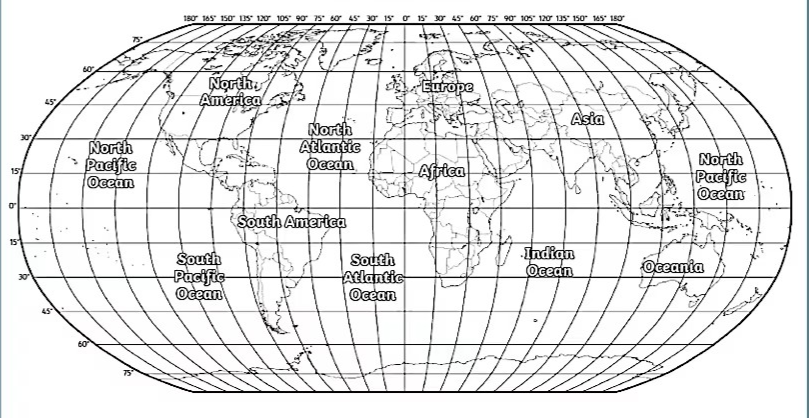 180° 165° 150° 135° 120° 105° 90° 75° 60° 45° 30° 15° 0° 15° 30° 45° 60° 75° 90° 105° 120° 135° 150° 165° 180°
75°
60°
45°
30°
15°
0°
15°
30°
45°
60°
75°
North
America
Europe
Asia
North
Atlantic
Ocean
North
Pacific
Ocean
Africa
North
Pacific
Ocean
South America
South
Pacific
Ocean
South
Atlantic
Ocean
Indian
Ocean
Oceania